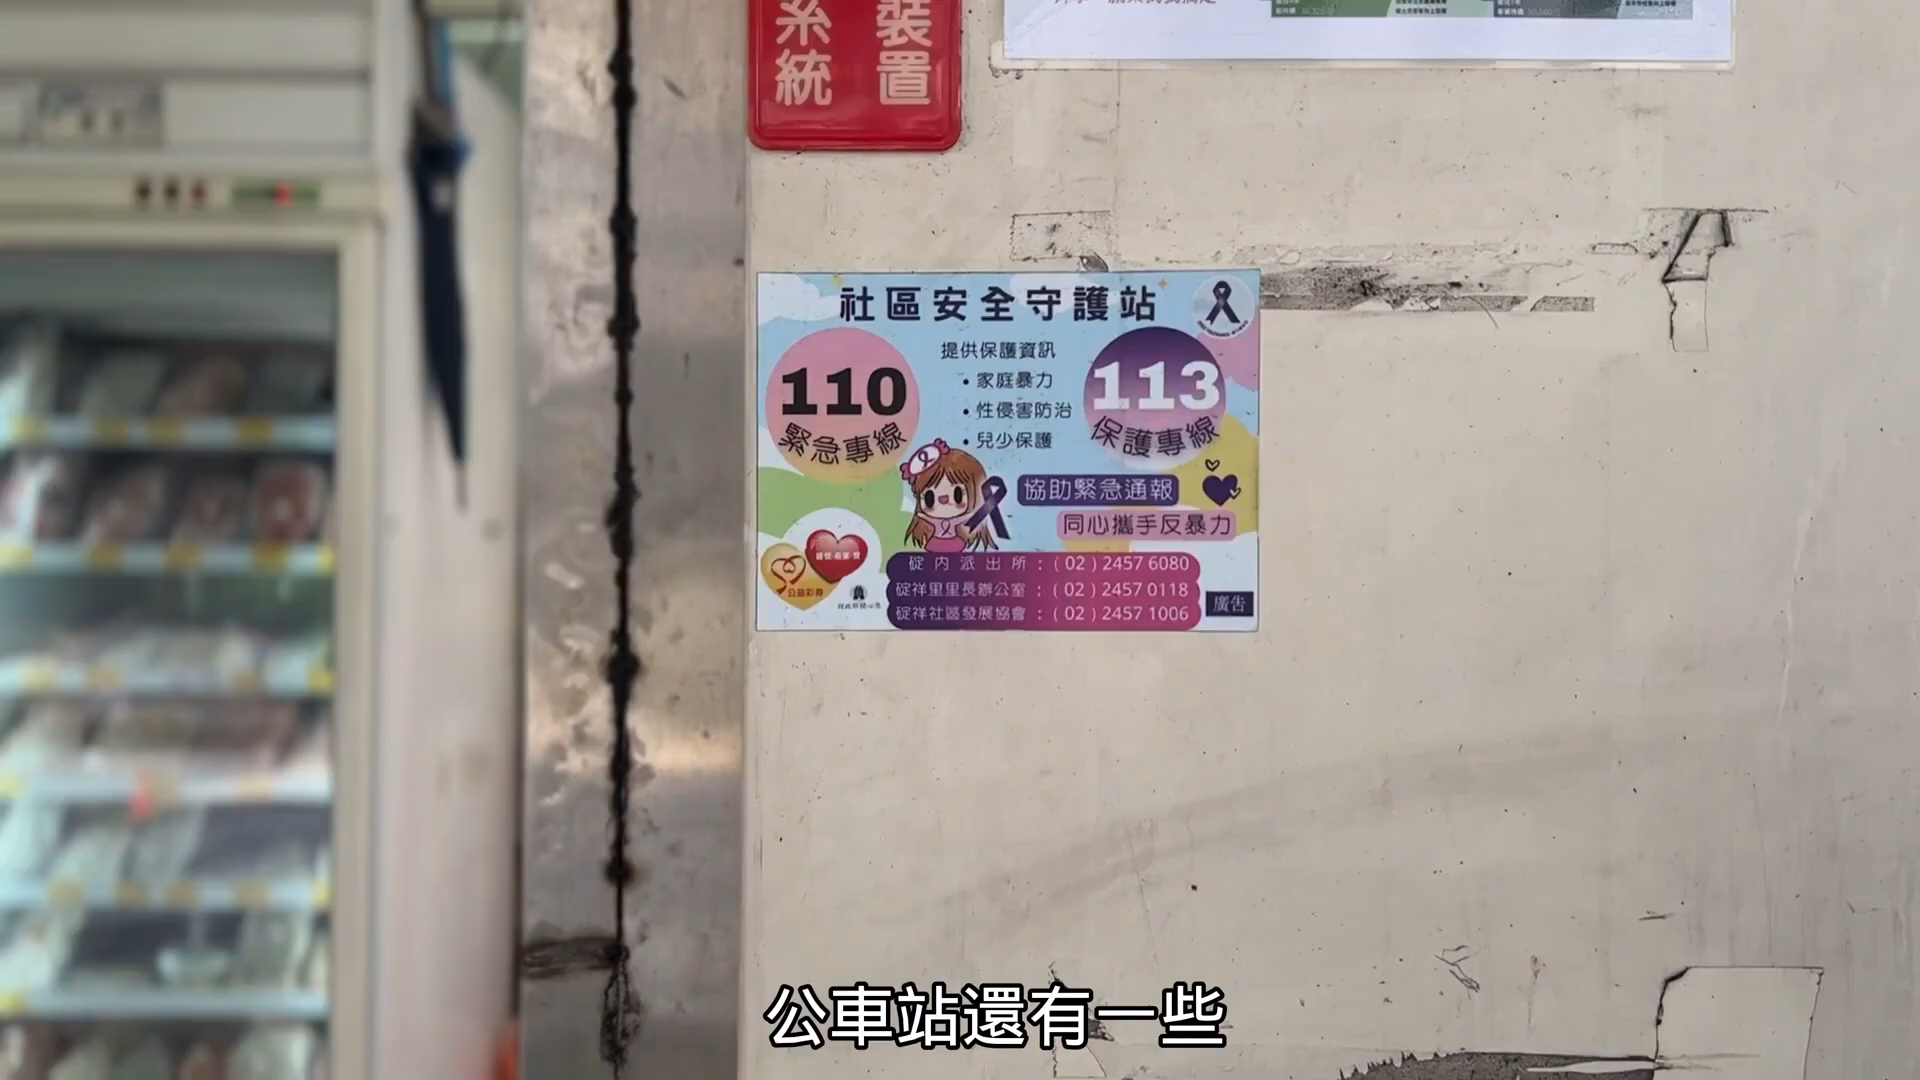 系統
裝置
社區安全守護站
110
緊急專線
提供保護資訊
• 家庭暴力
• 性侵害防治
• 兒少保護
113
保護專線
協助緊急通報
同心攜手反暴力
碇內派出所：(02) 2457 6080
碇祥里里長辦公室：(02) 2457 0118
碇祥社區發展協會：(02) 2457 1006
公益彩券
廣告
公車站還有一些